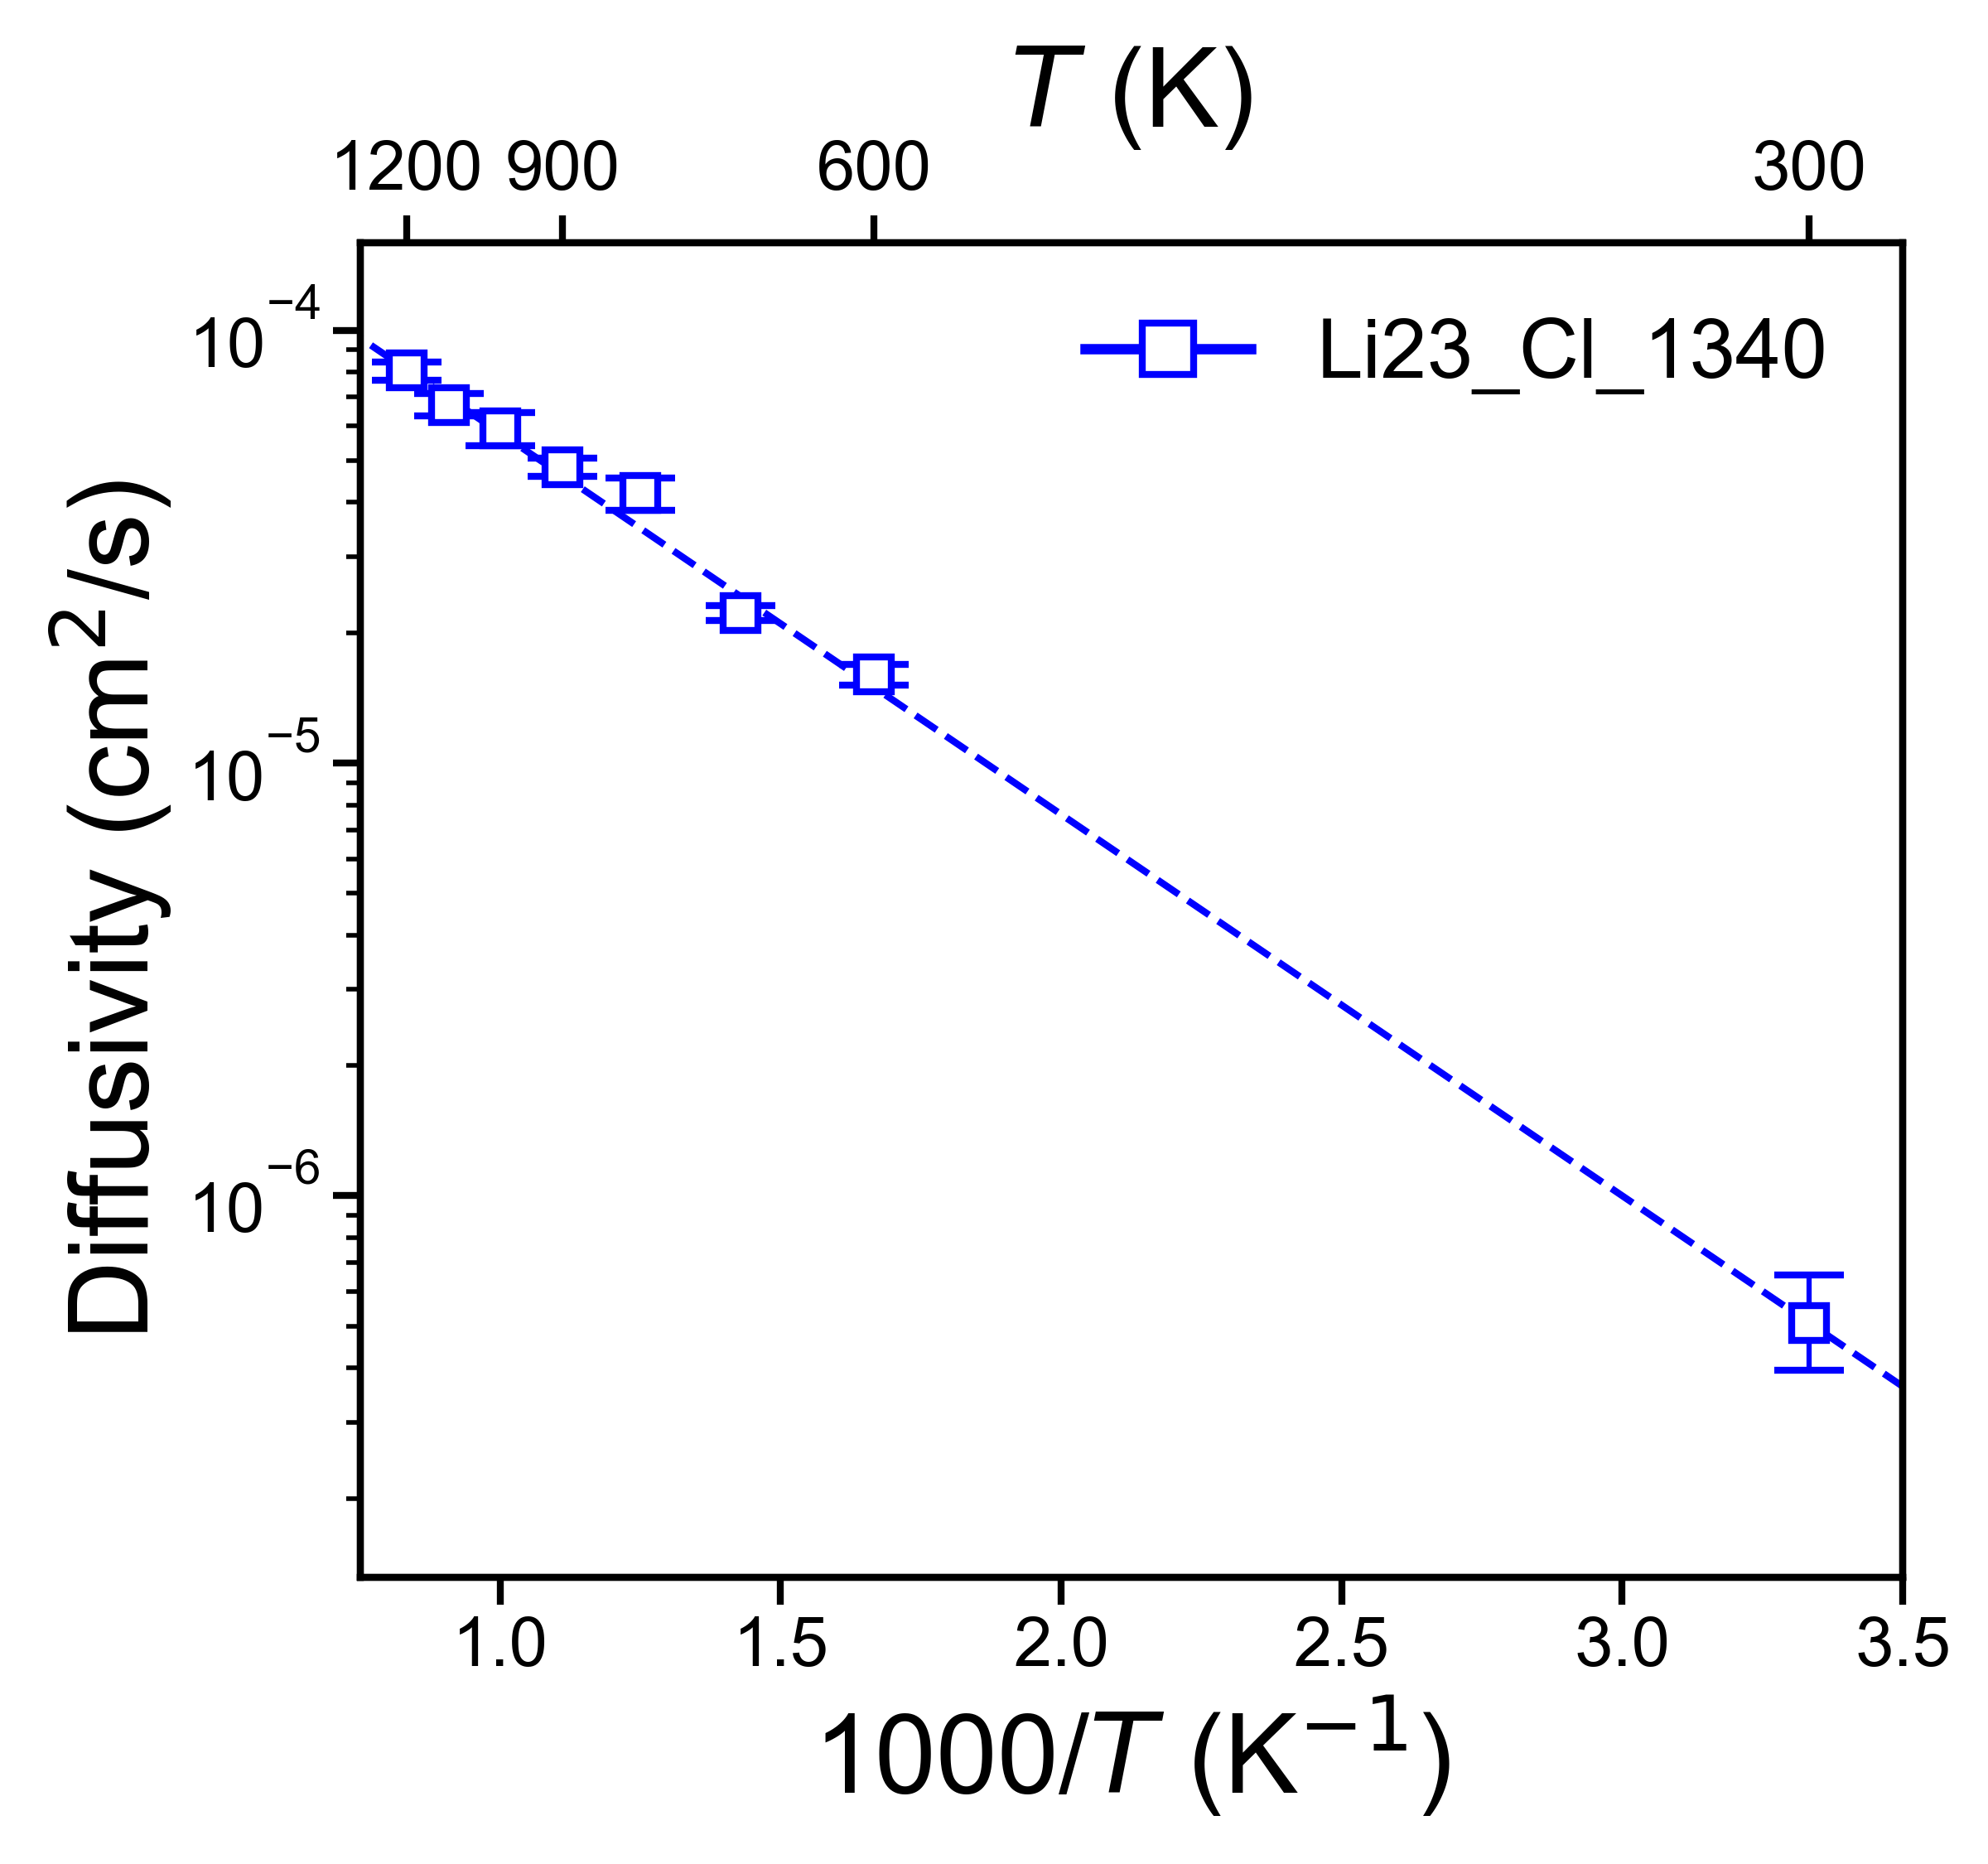 T (K)
1200 900 600 300
Li23_Cl_1340
Diffusivity (cm²/s)
10⁻⁴
10⁻⁵
10⁻⁶
1.0 1.5 2.0 2.5 3.0 3.5
1000/T (K⁻¹)